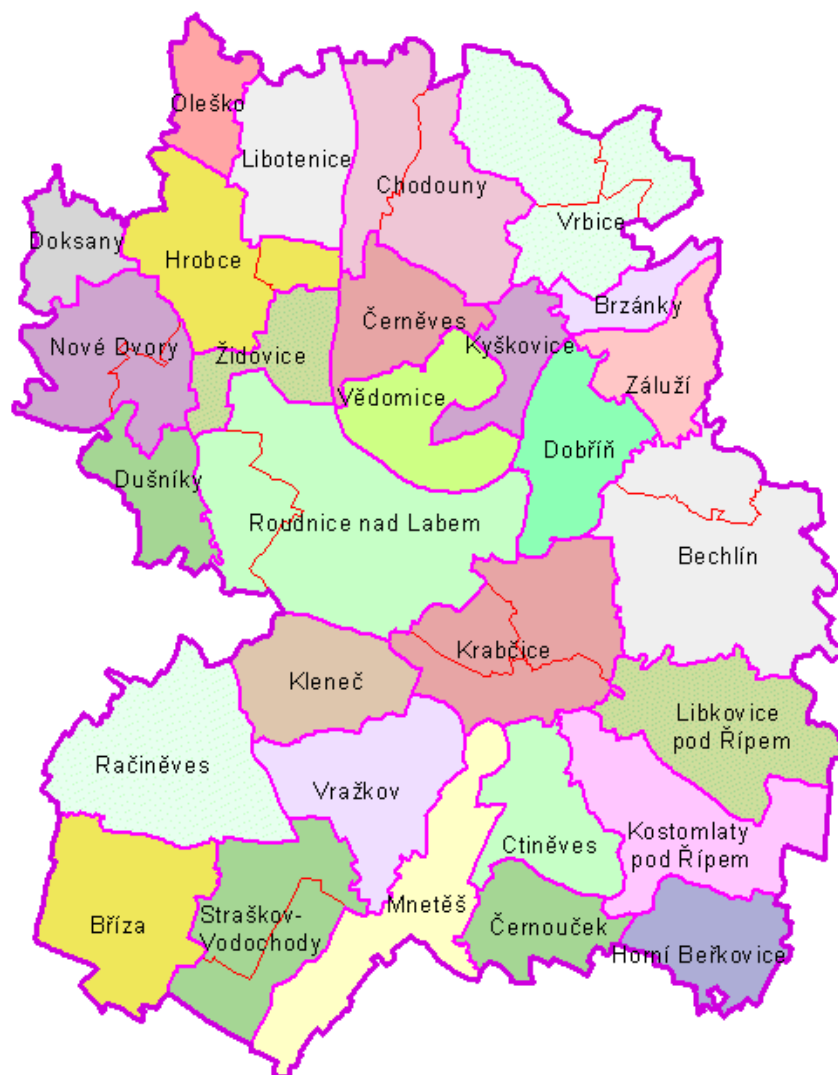 Oleško
Libotenice
Chodouny
Vrbice
Doksany
Hrobce
Brzánky
Nové Dvory
Židovice
Černěves
Kyškovice
Záluží
Vědomice
Dobříň
Dušníky
Roudnice nad Labem
Bechlín
Krabčice
Kleneč
Libkovice
pod Řípem
Račiněves
Vražkov
Ctiněves
Kostomlaty
pod Řípem
Bříza
Straškov-
Vodochody
Mnetěš
Černouček
Horní Beřkovice